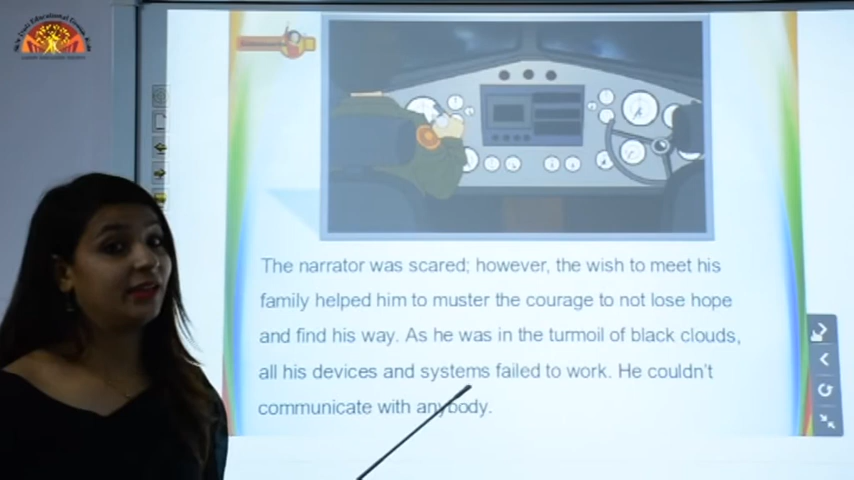 The narrator was scared; however, the wish to meet his
family helped him to muster the courage to not lose hope
and find his way. As he was in the turmoil of black clouds,
all his devices and systems failed to work. He couldn't
communicate with anybody.